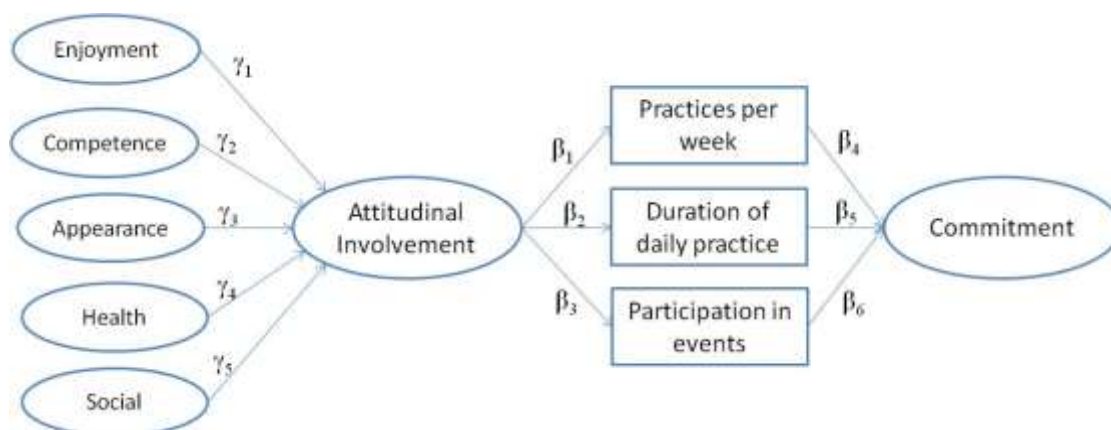 Enjoyment
γ₁
Competence
γ₂
Appearance
γ₃
Health
γ₄
Social
γ₅
Attitudinal
Involvement
β₁
β₂
β₃
Practices per
week
Duration of
daily practice
Participation in
events
β₄
β₅
β₆
Commitment